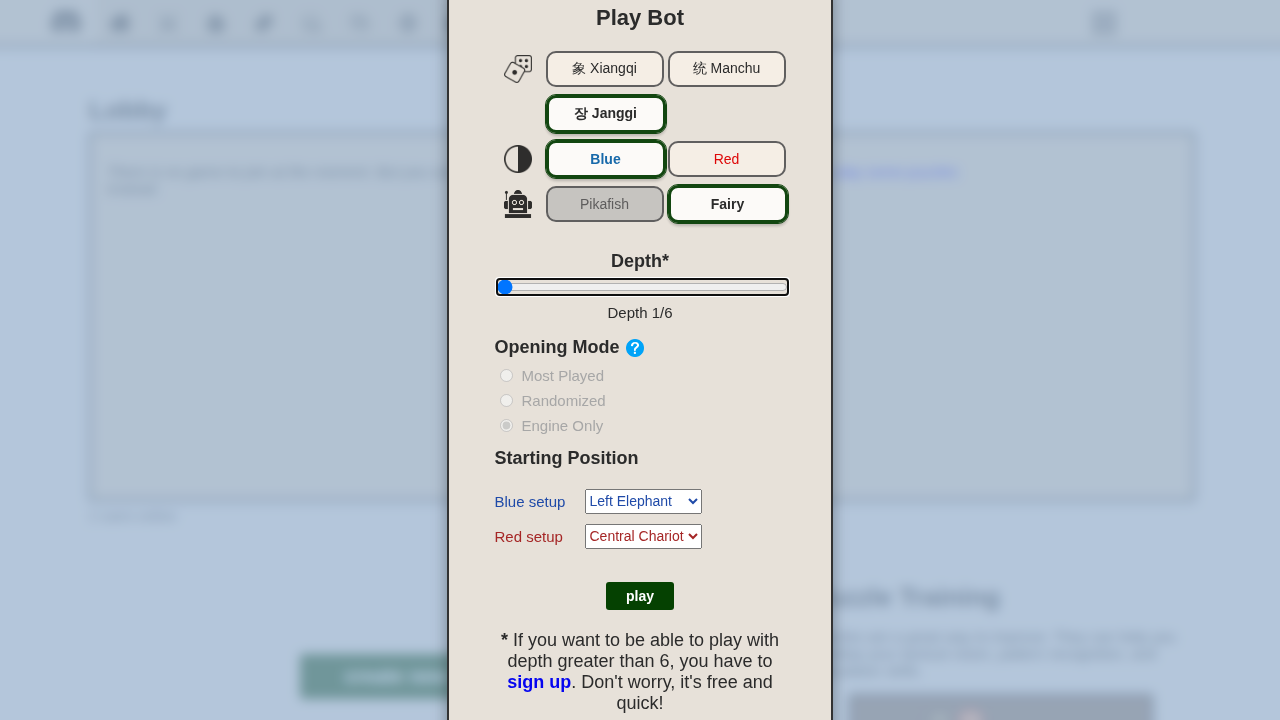 Play Bot
象 Xiangqi
统 Manchu
장 Janggi
Blue
Red
Pikafish
Fairy
Depth*
Depth 1/6
Opening Mode ?
Most Played
Randomized
Engine Only
Starting Position
Blue setup
Left Elephant
Red setup
Central Chariot
play
* If you want to be able to play with
depth greater than 6, you have to
sign up. Don't worry, it's free and
quick!
Lobby